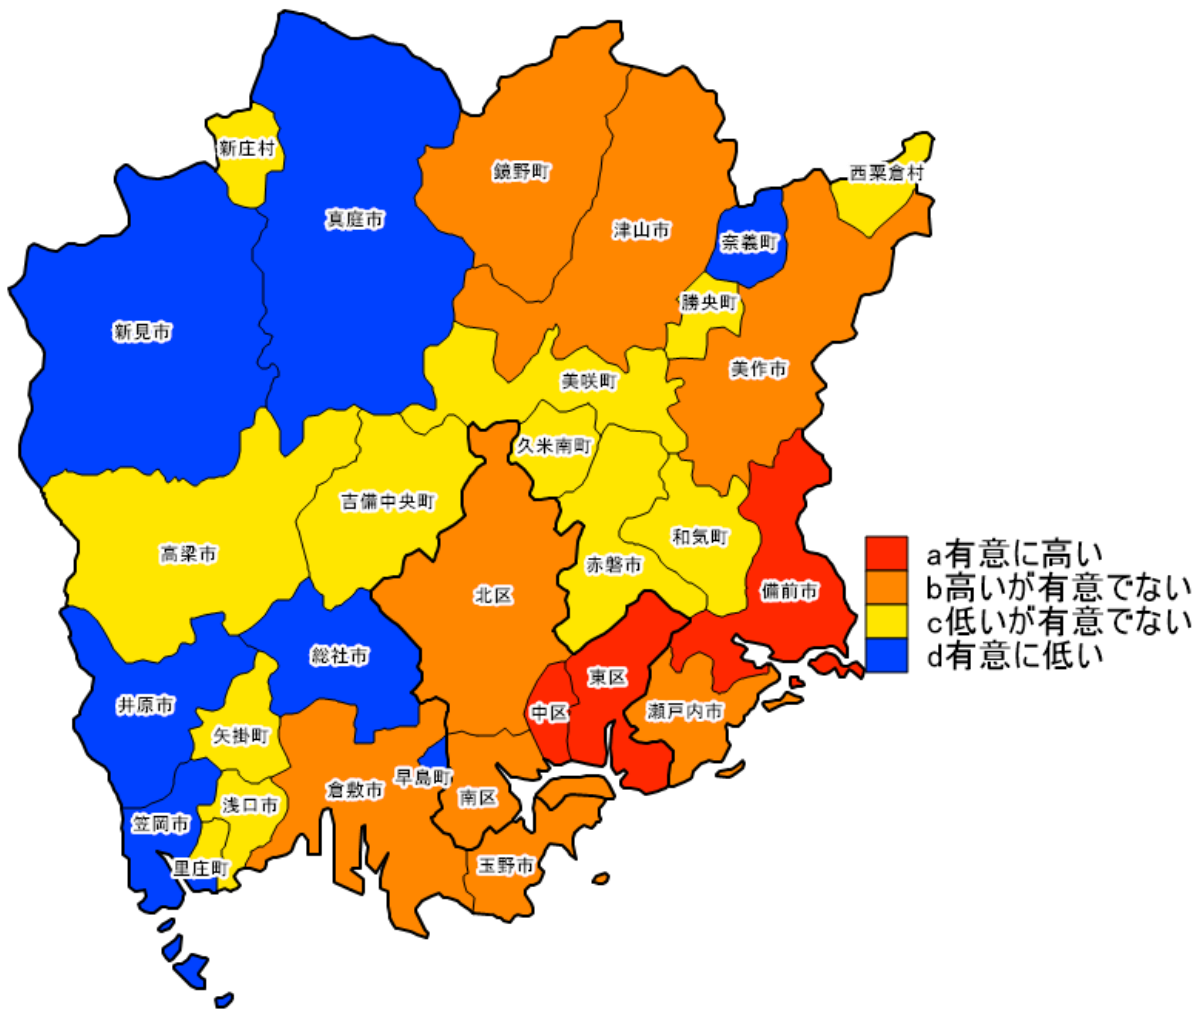 新庄村
鏡野町
西粟倉村
真庭市
津山市
奈義町
勝央町
新見市
美作市
美咲町
久米南町
吉備中央町
和気町
高梁市
赤磐市
備前市
北区
総社市
東区
井原市
中区
瀬戸内市
矢掛町
早島町
倉敷市
南区
浅口市
笠岡市
里庄町
玉野市
a有意に高い
b高いが有意でない
c低いが有意でない
d有意に低い